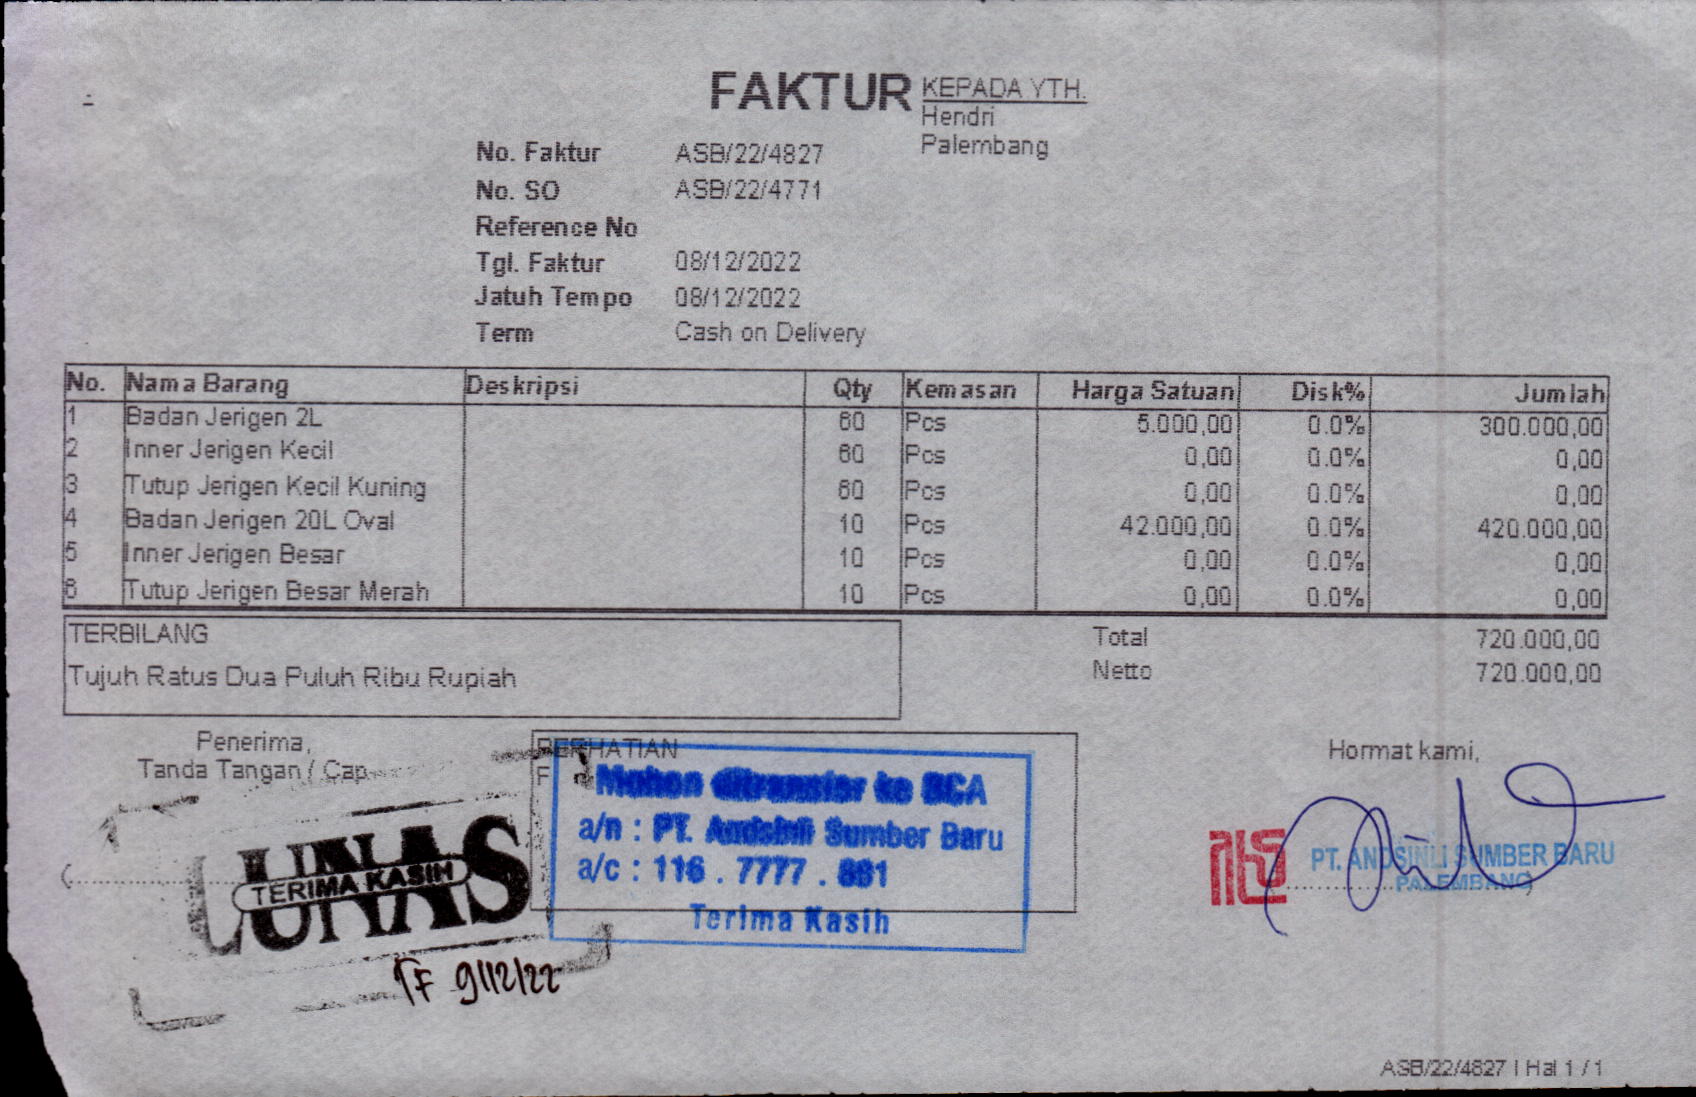 FAKTUR
KEPADA YTH.
Hendri
Palembang
No. Faktur ASB/22/4827
No. SO ASB/22/4771
Reference No
Tgl. Faktur 08/12/2022
Jatuh Tempo 08/12/2022
Term Cash on Delivery
No. Nama Barang Deskripsi Qty Kemasan Harga Satuan Disk% Jumlah
1 Badan Jerigen 2L 60 Pcs 5.000,00 0.0% 300.000,00
2 Inner Jerigen Kecil 60 Pcs 0,00 0.0% 0,00
3 Tutup Jerigen Kecil Kuning 60 Pcs 0,00 0.0% 0,00
4 Badan Jerigen 20L Oval 10 Pcs 42.000,00 0.0% 420.000,00
5 Inner Jerigen Besar 10 Pcs 0,00 0.0% 0,00
6 Tutup Jerigen Besar Merah 10 Pcs 0,00 0.0% 0,00
TERBILANG
Tujuh Ratus Dua Puluh Ribu Rupiah
Total 720.000,00
Netto 720.000,00
Penerima,
Tanda Tangan / Cap
LUNAS
TERIMA KASIH
TF 9/12/22
PERHATIAN
Mohon ditransfer ke BCA
a/n : PT. Andsinli Sumber Baru
a/c : 116 . 7777 . 881
Terima Kasih
Hormat kami,
PT. ANDSINLI SUMBER BARU
PALEMBANG
ASB/22/4827 | Hal 1 / 1